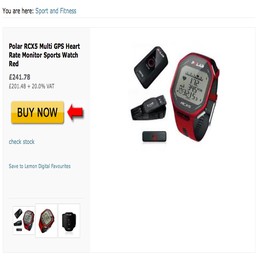 You are here: Sport and Fitness
Polar RCX5 Multi GPS Heart
Rate Monitor Sports Watch
Red
£241.78
£201.48 + 20.0% VAT
BUY NOW
check stock
Save to Lemon Digital Favourites
POLAR